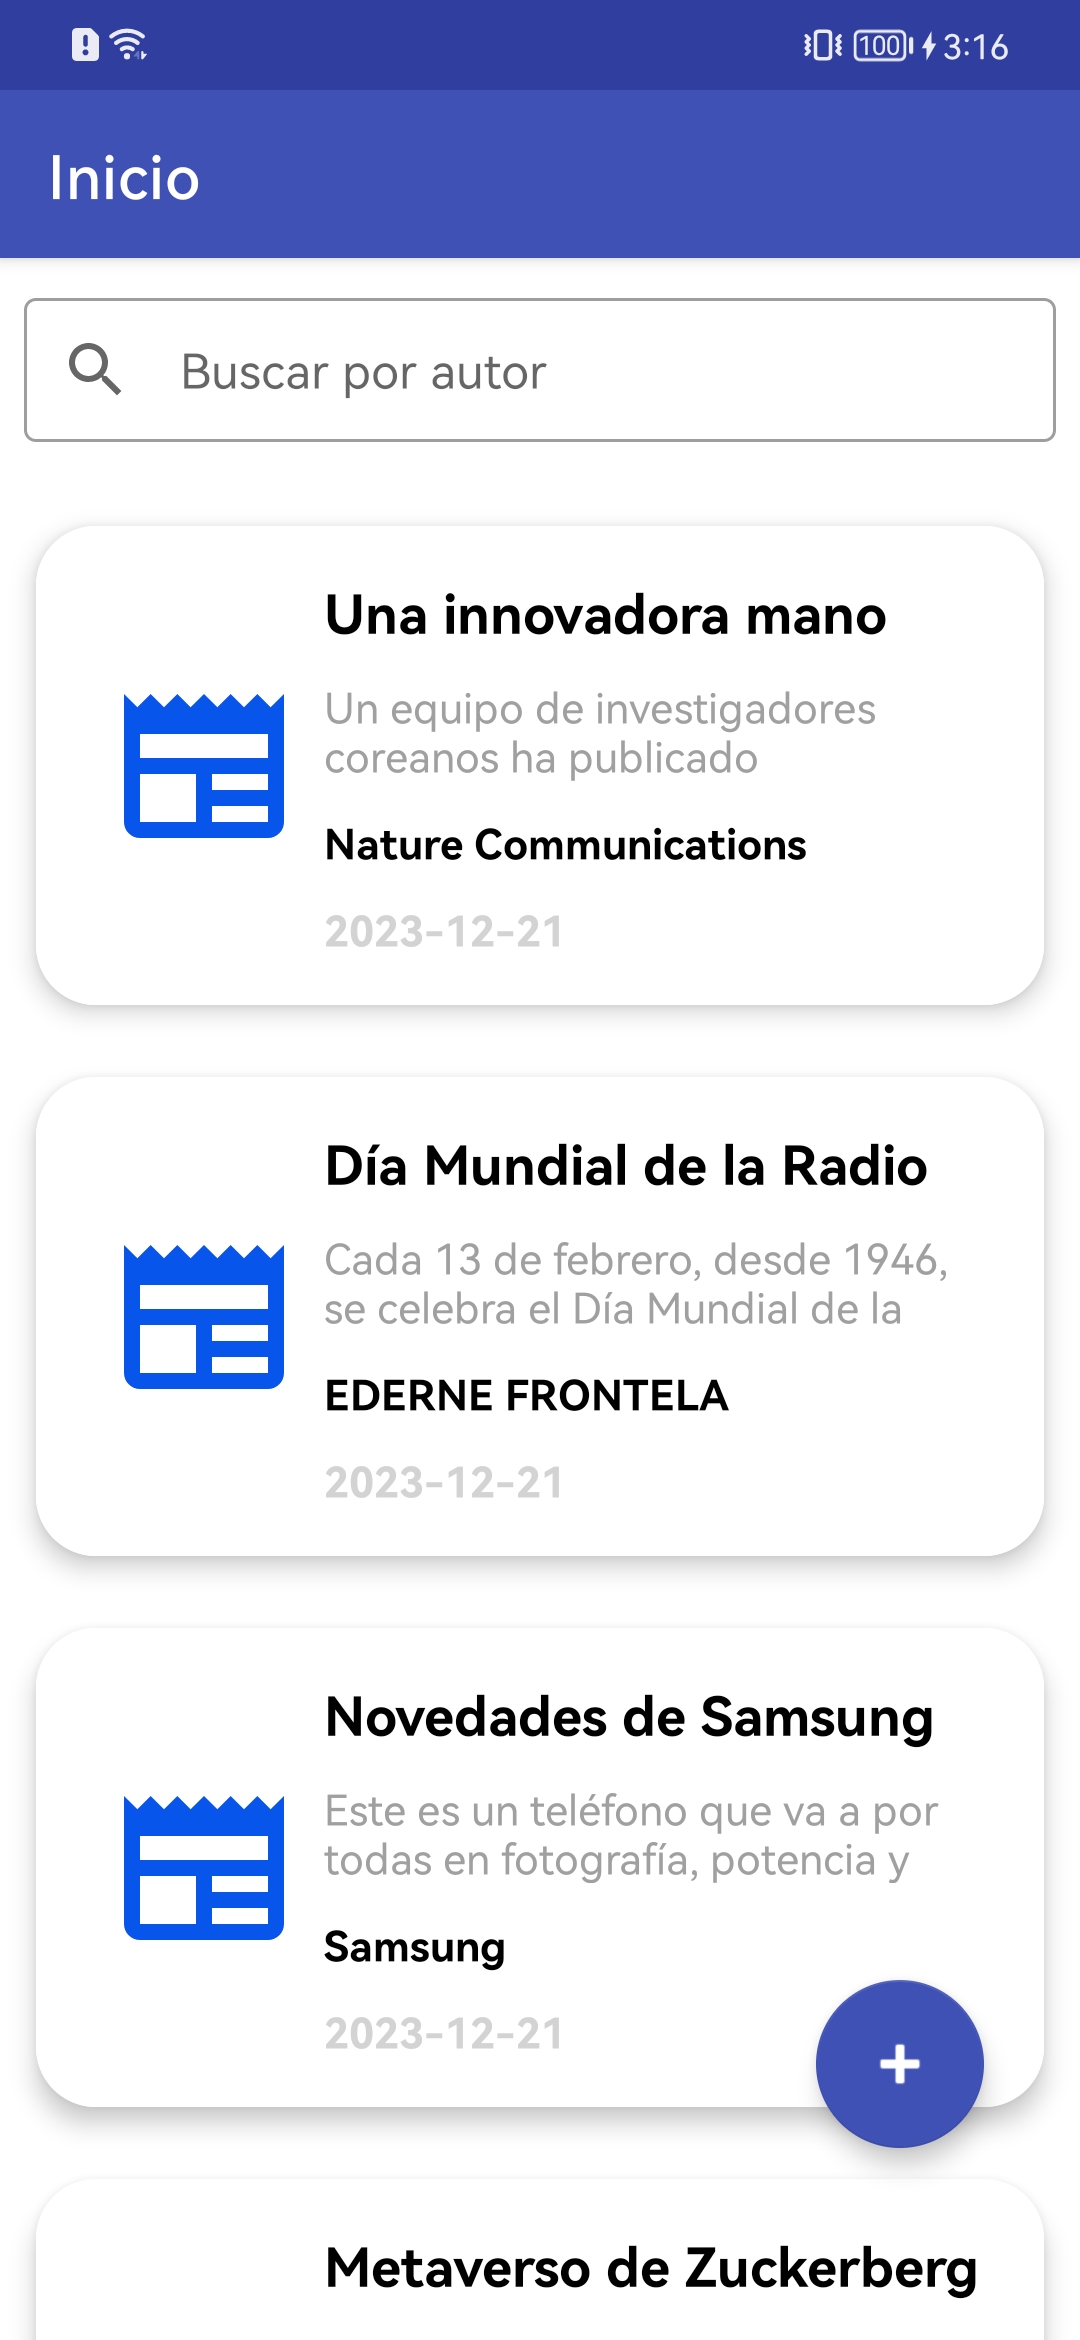 100 3:16
Inicio
Buscar por autor
Una innovadora mano
Un equipo de investigadores
coreanos ha publicado
Nature Communications
2023-12-21
Día Mundial de la Radio
Cada 13 de febrero, desde 1946,
se celebra el Día Mundial de la
EDERNE FRONTELA
2023-12-21
Novedades de Samsung
Este es un teléfono que va a por
todas en fotografía, potencia y
Samsung
2023-12-21
Metaverso de Zuckerberg